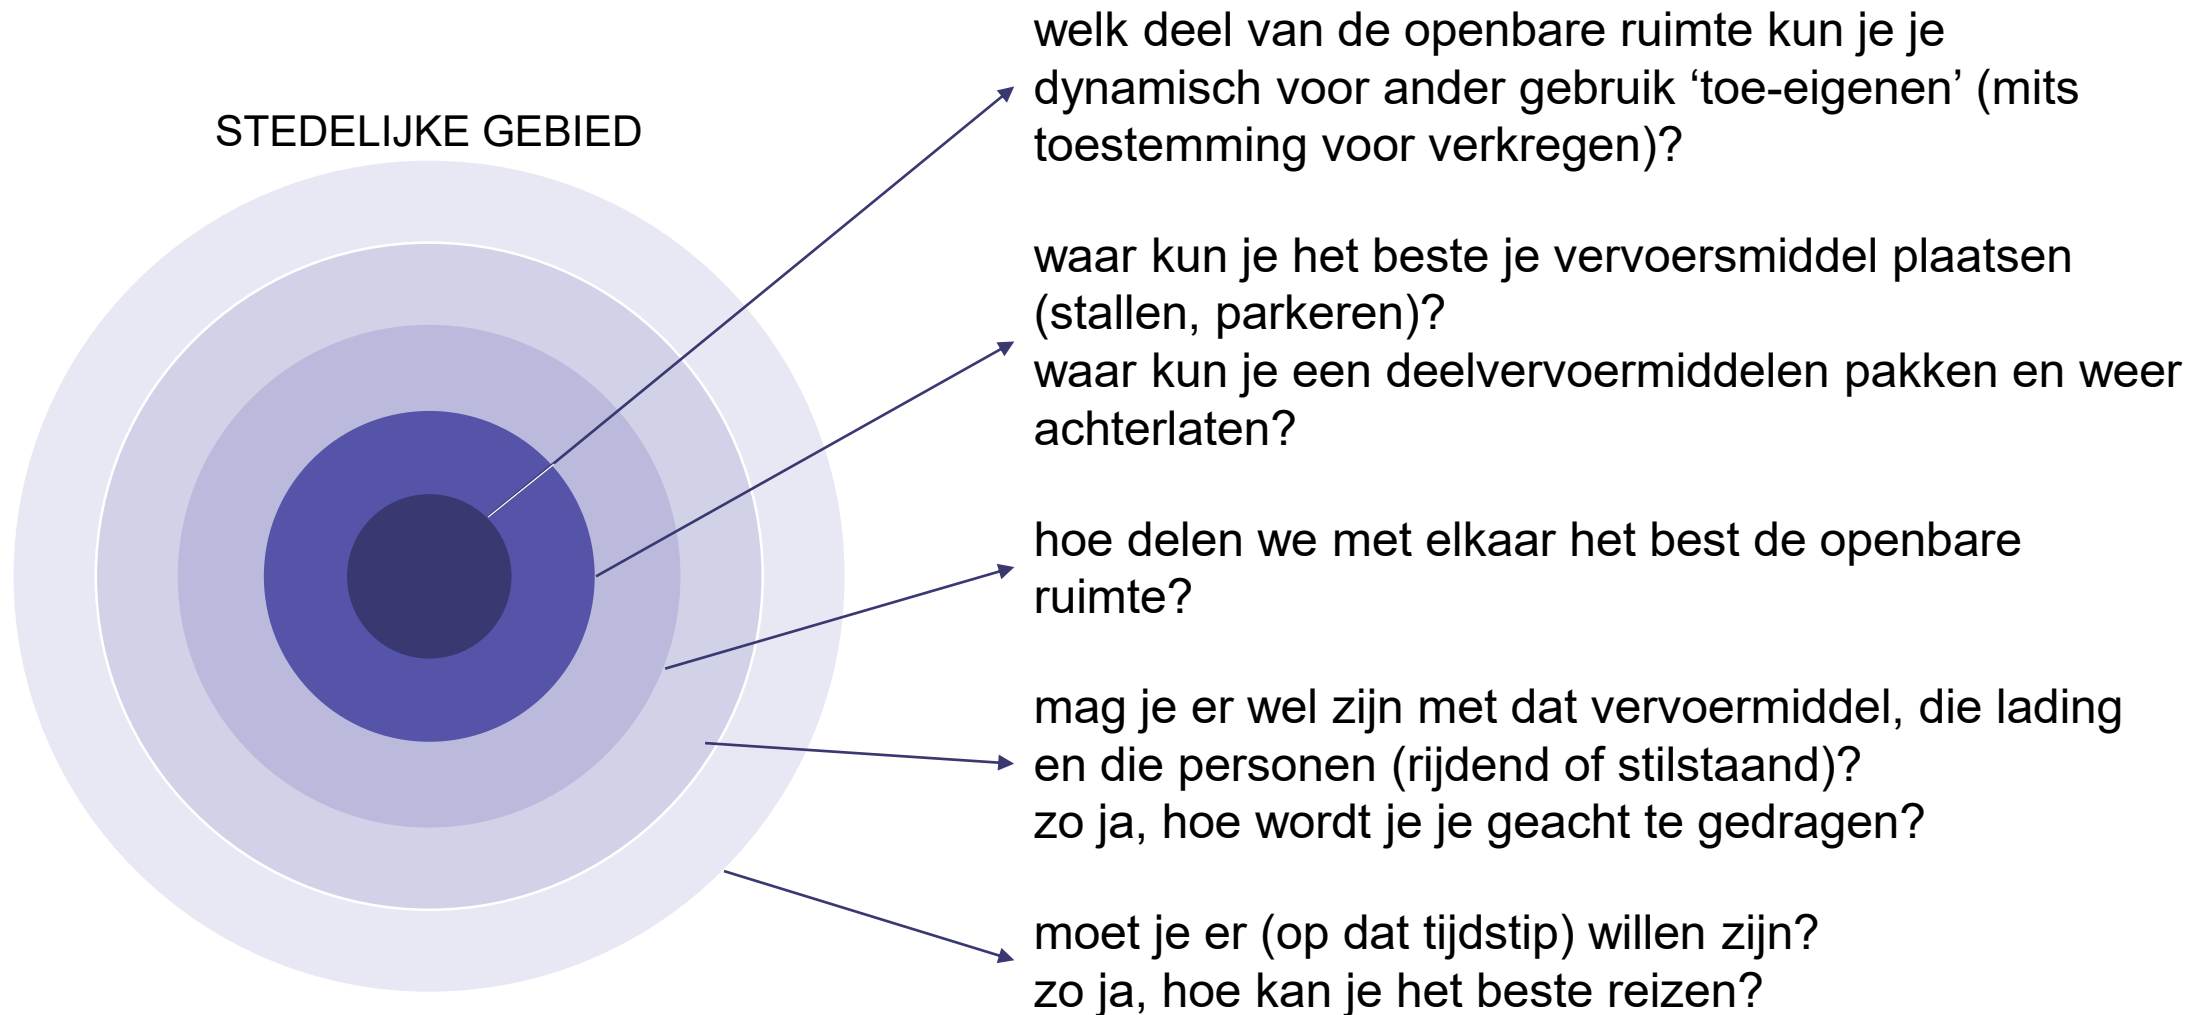 STEDELIJKE GEBIED
welk deel van de openbare ruimte kun je je
dynamisch voor ander gebruik ‘toe-eigenen’ (mits
toestemming voor verkregen)?
waar kun je het beste je vervoersmiddel plaatsen
(stallen, parkeren)?
waar kun je een deelvervoermiddelen pakken en weer
achterlaten?
hoe delen we met elkaar het best de openbare
ruimte?
mag je er wel zijn met dat vervoermiddel, die lading
en die personen (rijdend of stilstaand)?
zo ja, hoe wordt je je geacht te gedragen?
moet je er (op dat tijdstip) willen zijn?
zo ja, hoe kan je het beste reizen?